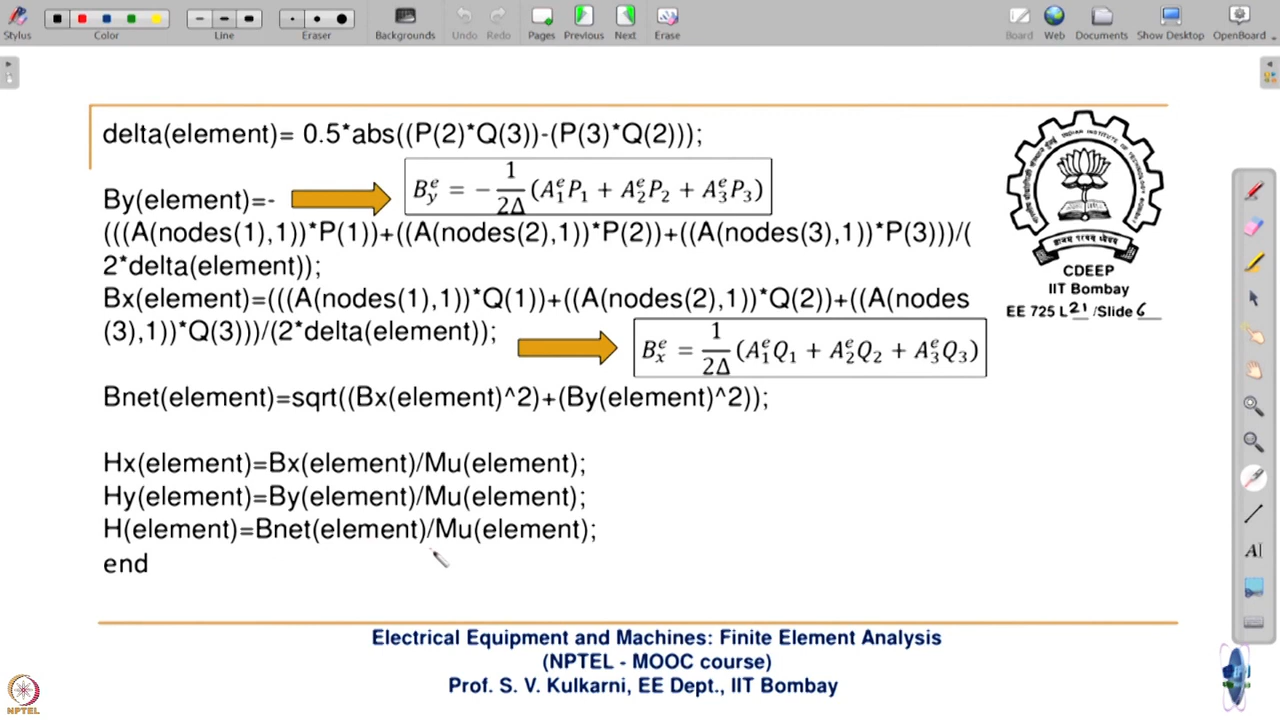 Stylus
Color
Line
Eraser
Backgrounds
Undo
Redo
Pages
Previous
Next
Erase
Board
Web
Documents
Show Desktop
OpenBoard
delta(element)= 0.5*abs((P(2)*Q(3))-(P(3)*Q(2)));
By(element)=-
B_y^e = -\frac{1}{2Δ}(A_1^e P_1 + A_2^e P_2 + A_3^e P_3)
(((A(nodes(1),1))*P(1))+((A(nodes(2),1))*P(2))+((A(nodes(3),1))*P(3)))/(
2*delta(element));
Bx(element)=(((A(nodes(1),1))*Q(1))+((A(nodes(2),1))*Q(2))+((A(nodes
(3),1))*Q(3)))/(2*delta(element));
B_x^e = \frac{1}{2Δ}(A_1^e Q_1 + A_2^e Q_2 + A_3^e Q_3)
Bnet(element)=sqrt((Bx(element)^2)+(By(element)^2));
Hx(element)=Bx(element)/Mu(element);
Hy(element)=By(element)/Mu(element);
H(element)=Bnet(element)/Mu(element);
end
CDEEP
IIT Bombay
EE 725 L 21 /Slide 6
AI
Electrical Equipment and Machines: Finite Element Analysis
(NPTEL - MOOC course)
Prof. S. V. Kulkarni, EE Dept., IIT Bombay
NPTEL